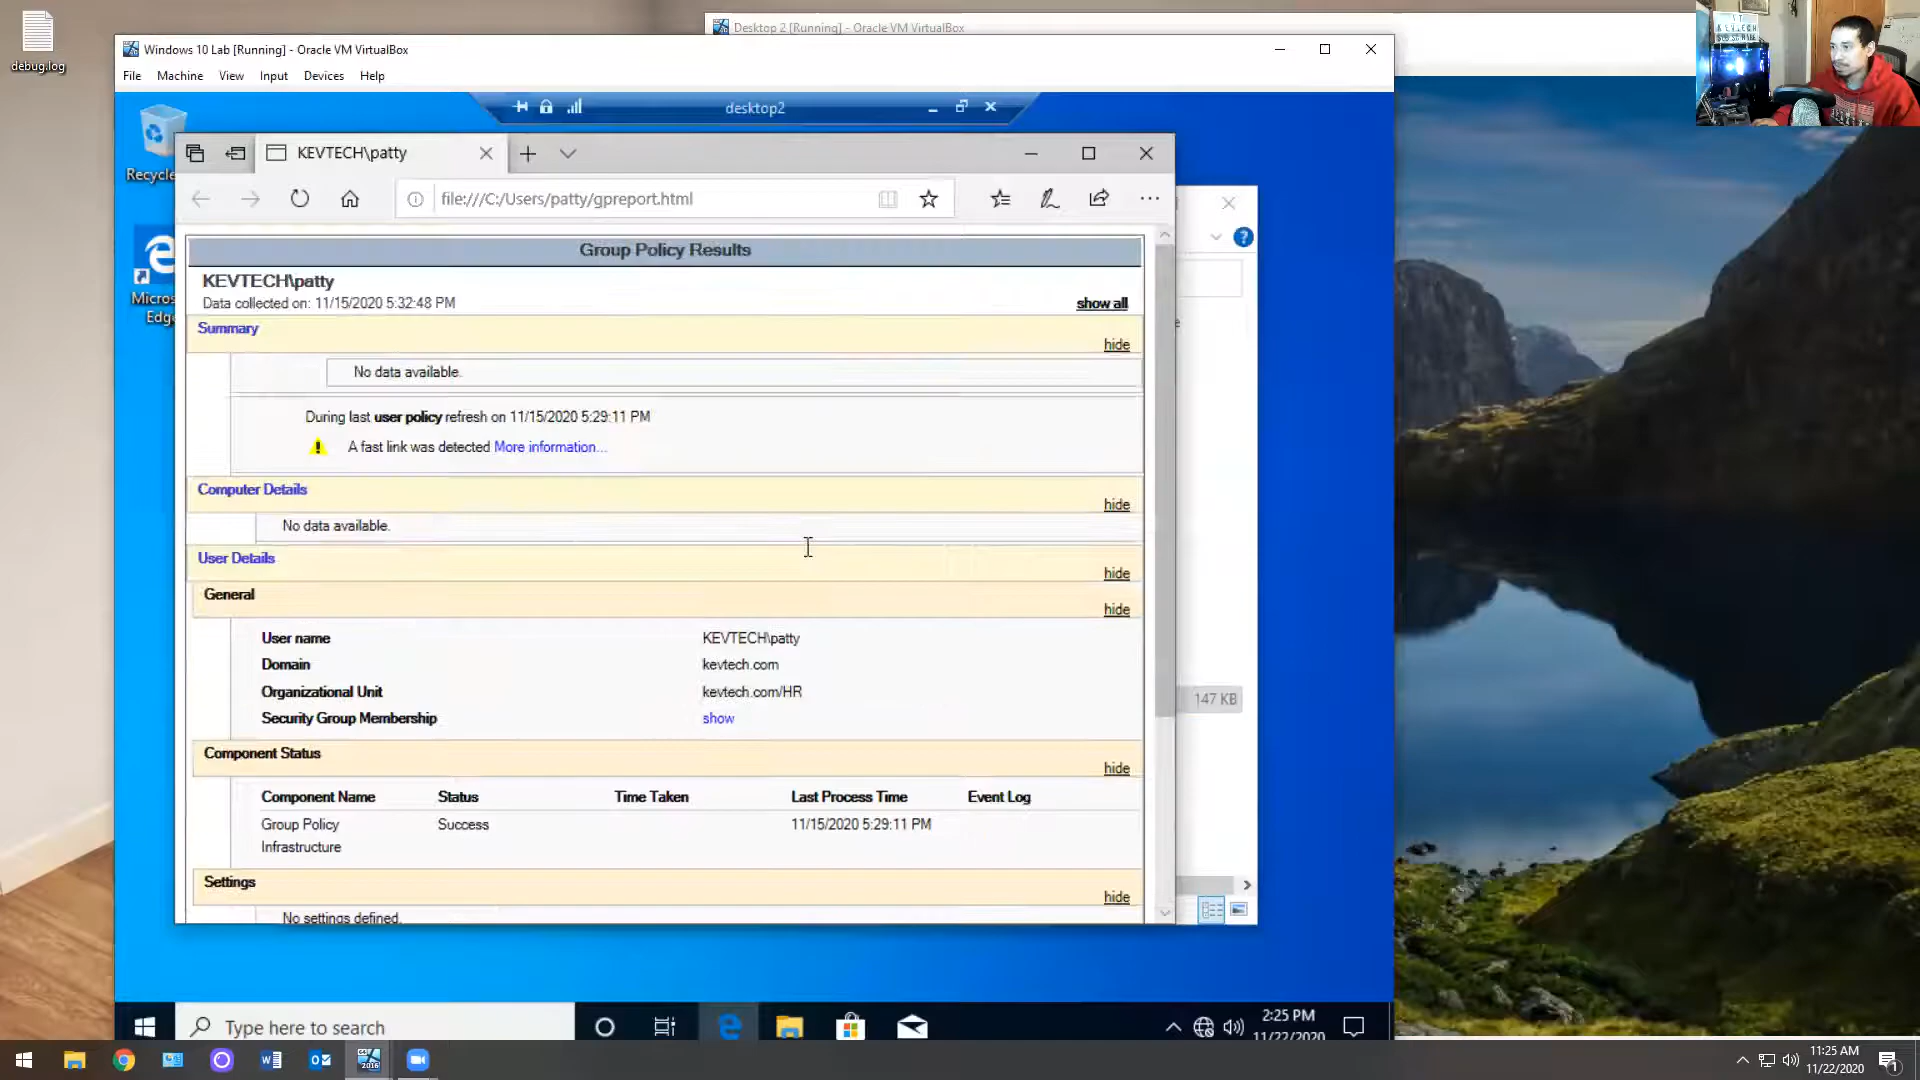 debug.log
Desktop 2 [Running] - Oracle VM VirtualBox
Windows 10 Lab [Running] - Oracle VM VirtualBox
File Machine View Input Devices Help
desktop2
Recycle
Micros
Edge
KEVTECH\patty
file:///C:/Users/patty/gpreport.html
Group Policy Results
KEVTECH\patty
Data collected on: 11/15/2020 5:32:48 PM
show all
Summary
hide
No data available.
During last user policy refresh on 11/15/2020 5:29:11 PM
A fast link was detected More information...
Computer Details
hide
No data available.
User Details
hide
General
hide
User name KEVTECH\patty
Domain kevtech.com
Organizational Unit kevtech.com/HR
Security Group Membership show
Component Status
hide
Component Name Status Time Taken Last Process Time Event Log
Group Policy Success 11/15/2020 5:29:11 PM
Infrastructure
Settings
hide
No settings defined.
147 KB
Type here to search
2:25 PM
11/22/2020
11:25 AM
11/22/2020
2016
1